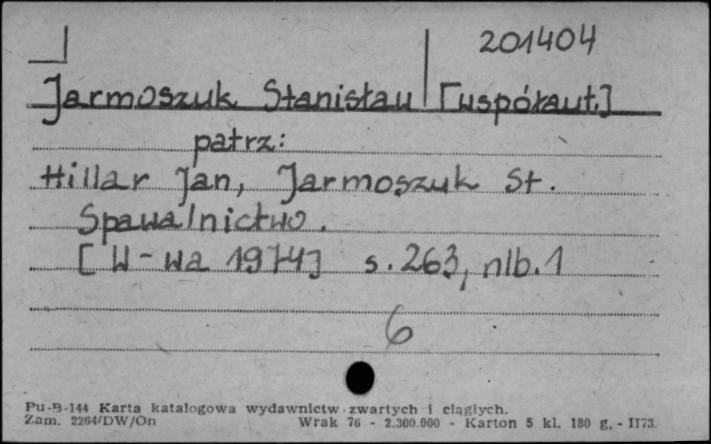 201404
Jarmoszuk Stanisław [współaut.]
patrz:
Hillar Jan, Jarmoszuk St.
Spawalnictwo.
[W-wa 1974] s. 263, nlb. 1
6
Pu-B-144 Karta katalogowa wydawnictw zwartych i ciągłych.
Zam. 2264/DW/On Wrak 76 - 2.300.000 - Karton 5 kl. 180 g, - II73.